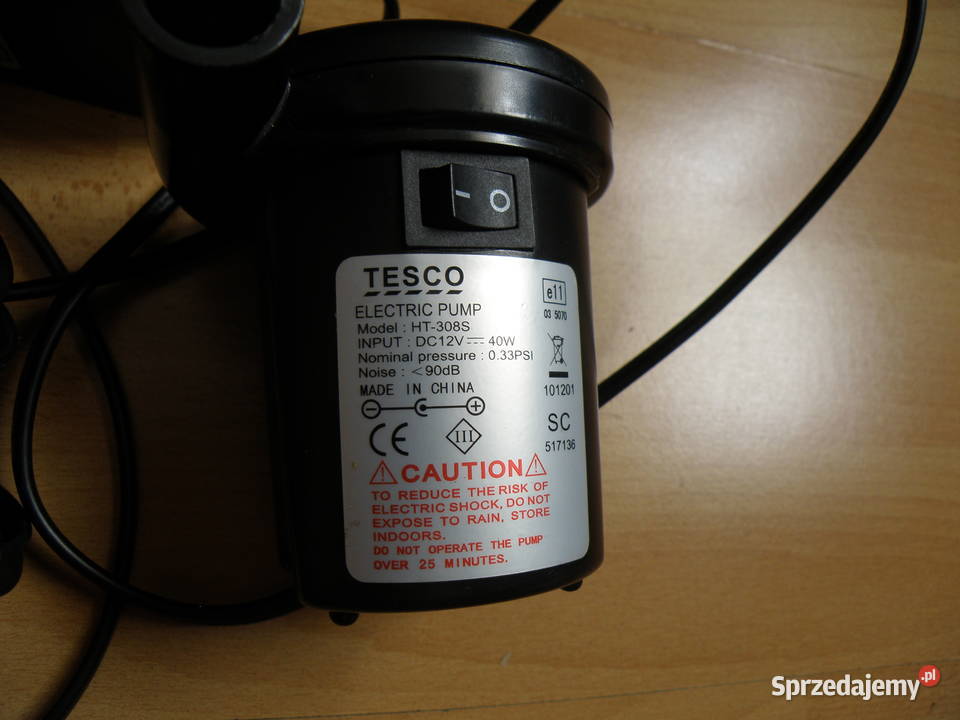 TESCO
ELECTRIC PUMP
Model : HT-308S
INPUT : DC12V⎓40W
Nominal pressure : 0.33PSI
Noise : <90dB
MADE IN CHINA
CE
III
e11
03 5070
101201
SC
517136
⚠CAUTION⚠
TO REDUCE THE RISK OF
ELECTRIC SHOCK, DO NOT
EXPOSE TO RAIN, STORE
INDOORS.
DO NOT OPERATE THE PUMP
OVER 25 MINUTES.
Sprzedajemy.pl